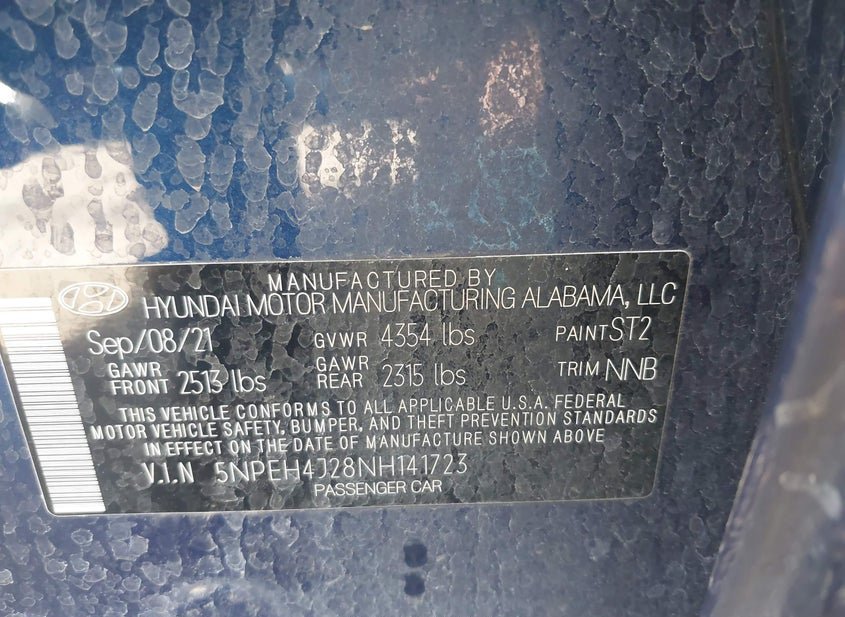 MANUFACTURED BY
HYUNDAI MOTOR MANUFACTURING ALABAMA, LLC
Sep/08/21 GVWR 4354 lbs PAINT ST2
GAWR FRONT 2513 lbs GAWR REAR 2315 lbs TRIM NNB
THIS VEHICLE CONFORMS TO ALL APPLICABLE U.S.A. FEDERAL
MOTOR VEHICLE SAFETY, BUMPER, AND THEFT PREVENTION STANDARDS
IN EFFECT ON THE DATE OF MANUFACTURE SHOWN ABOVE
V.I.N 5NPEH4J28NH141723
PASSENGER CAR